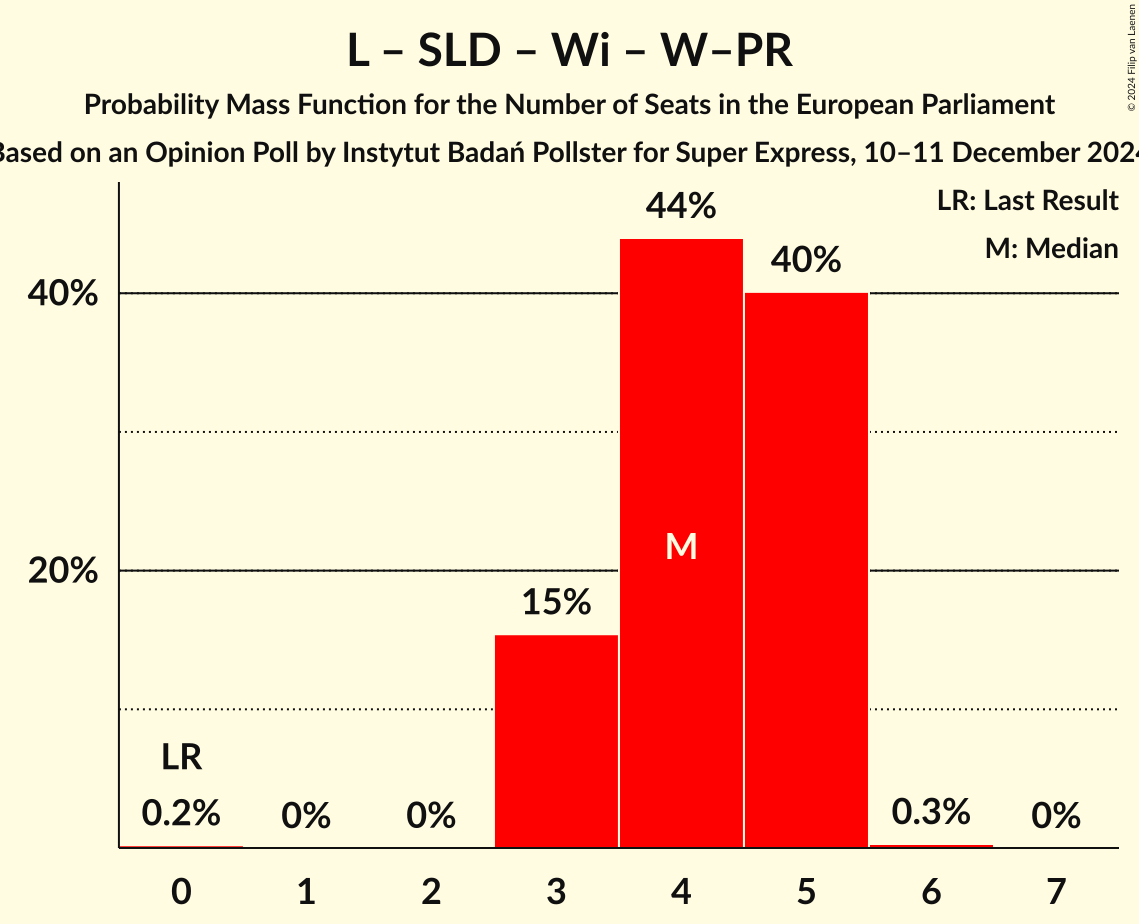 L – SLD – Wi – W–PR
Probability Mass Function for the Number of Seats in the European Parliament
Based on an Opinion Poll by Instytut Badań Pollster for Super Express, 10–11 December 2024
© 2024 Filip van Laenen
LR: Last Result
M: Median
44%
40%
40%
M
20%
15%
LR
0.2%
0%
0%
0.3%
0%
0 1 2 3 4 5 6 7